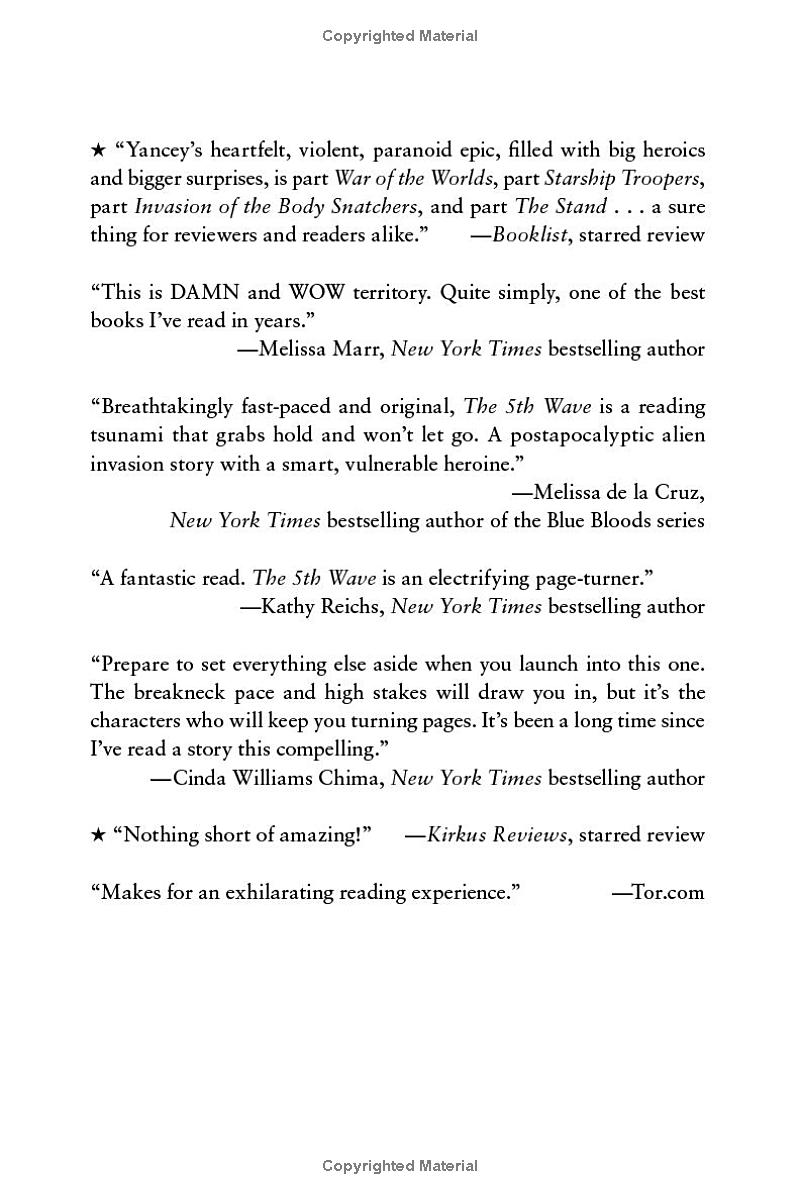 Copyrighted Material
★ “Yancey’s heartfelt, violent, paranoid epic, filled with big heroics
and bigger surprises, is part War of the Worlds, part Starship Troopers,
part Invasion of the Body Snatchers, and part The Stand . . . a sure
thing for reviewers and readers alike.” —Booklist, starred review
“This is DAMN and WOW territory. Quite simply, one of the best
books I’ve read in years.”
—Melissa Marr, New York Times bestselling author
“Breathtakingly fast-paced and original, The 5th Wave is a reading
tsunami that grabs hold and won’t let go. A postapocalyptic alien
invasion story with a smart, vulnerable heroine.”
—Melissa de la Cruz,
New York Times bestselling author of the Blue Bloods series
“A fantastic read. The 5th Wave is an electrifying page-turner.”
—Kathy Reichs, New York Times bestselling author
“Prepare to set everything else aside when you launch into this one.
The breakneck pace and high stakes will draw you in, but it’s the
characters who will keep you turning pages. It’s been a long time since
I’ve read a story this compelling.”
—Cinda Williams Chima, New York Times bestselling author
★ “Nothing short of amazing!” —Kirkus Reviews, starred review
“Makes for an exhilarating reading experience.” —Tor.com
Copyrighted Material